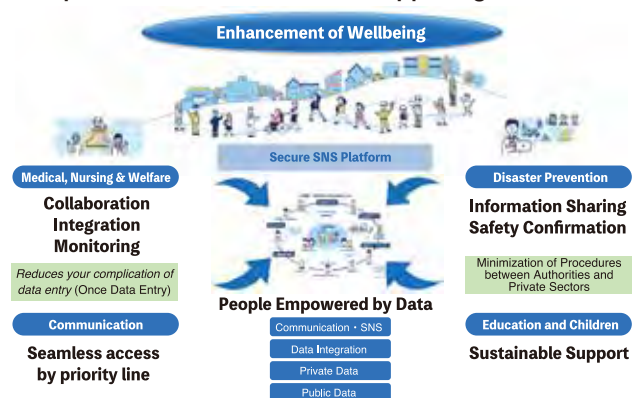 Enhancement of Wellbeing
Secure SNS Platform
Medical, Nursing & Welfare
Collaboration
Integration
Monitoring
Reduces your complication of
data entry (Once Data Entry)
Communication
Seamless access
by priority line
People Empowered by Data
Communication・SNS
Data Integration
Private Data
Public Data
Disaster Prevention
Information Sharing
Safety Confirmation
Minimization of Procedures
between Authorities and
Private Sectors
Education and Children
Sustainable Support